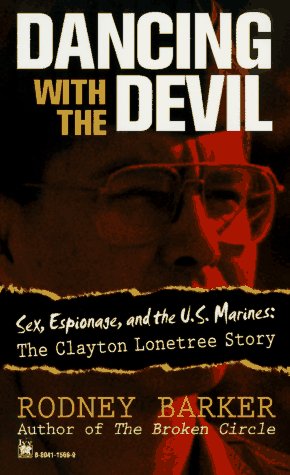 DANCING
WITH THE DEVIL
Sex, Espionage, and the U.S. Marines:
The Clayton Lonetree Story
RODNEY BARKER
Author of The Broken Circle